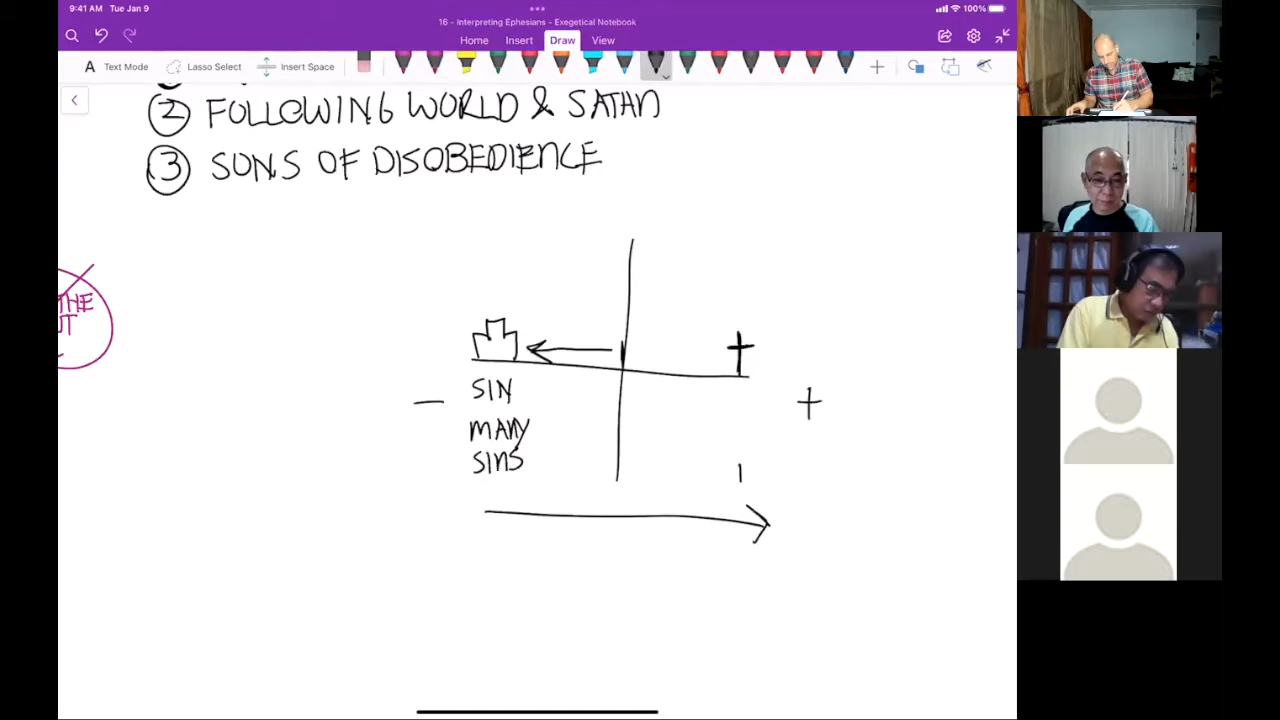 9:41 AM Tue Jan 9
100%
16 - Interpreting Ephesians - Exegetical Notebook
Home Insert Draw View
A Text Mode Lasso Select Insert Space
② FOLLOWING WORLD & SATAN
③ SONS OF DISOBEDIENCE
THE
SIN
MANY
SINS
- +